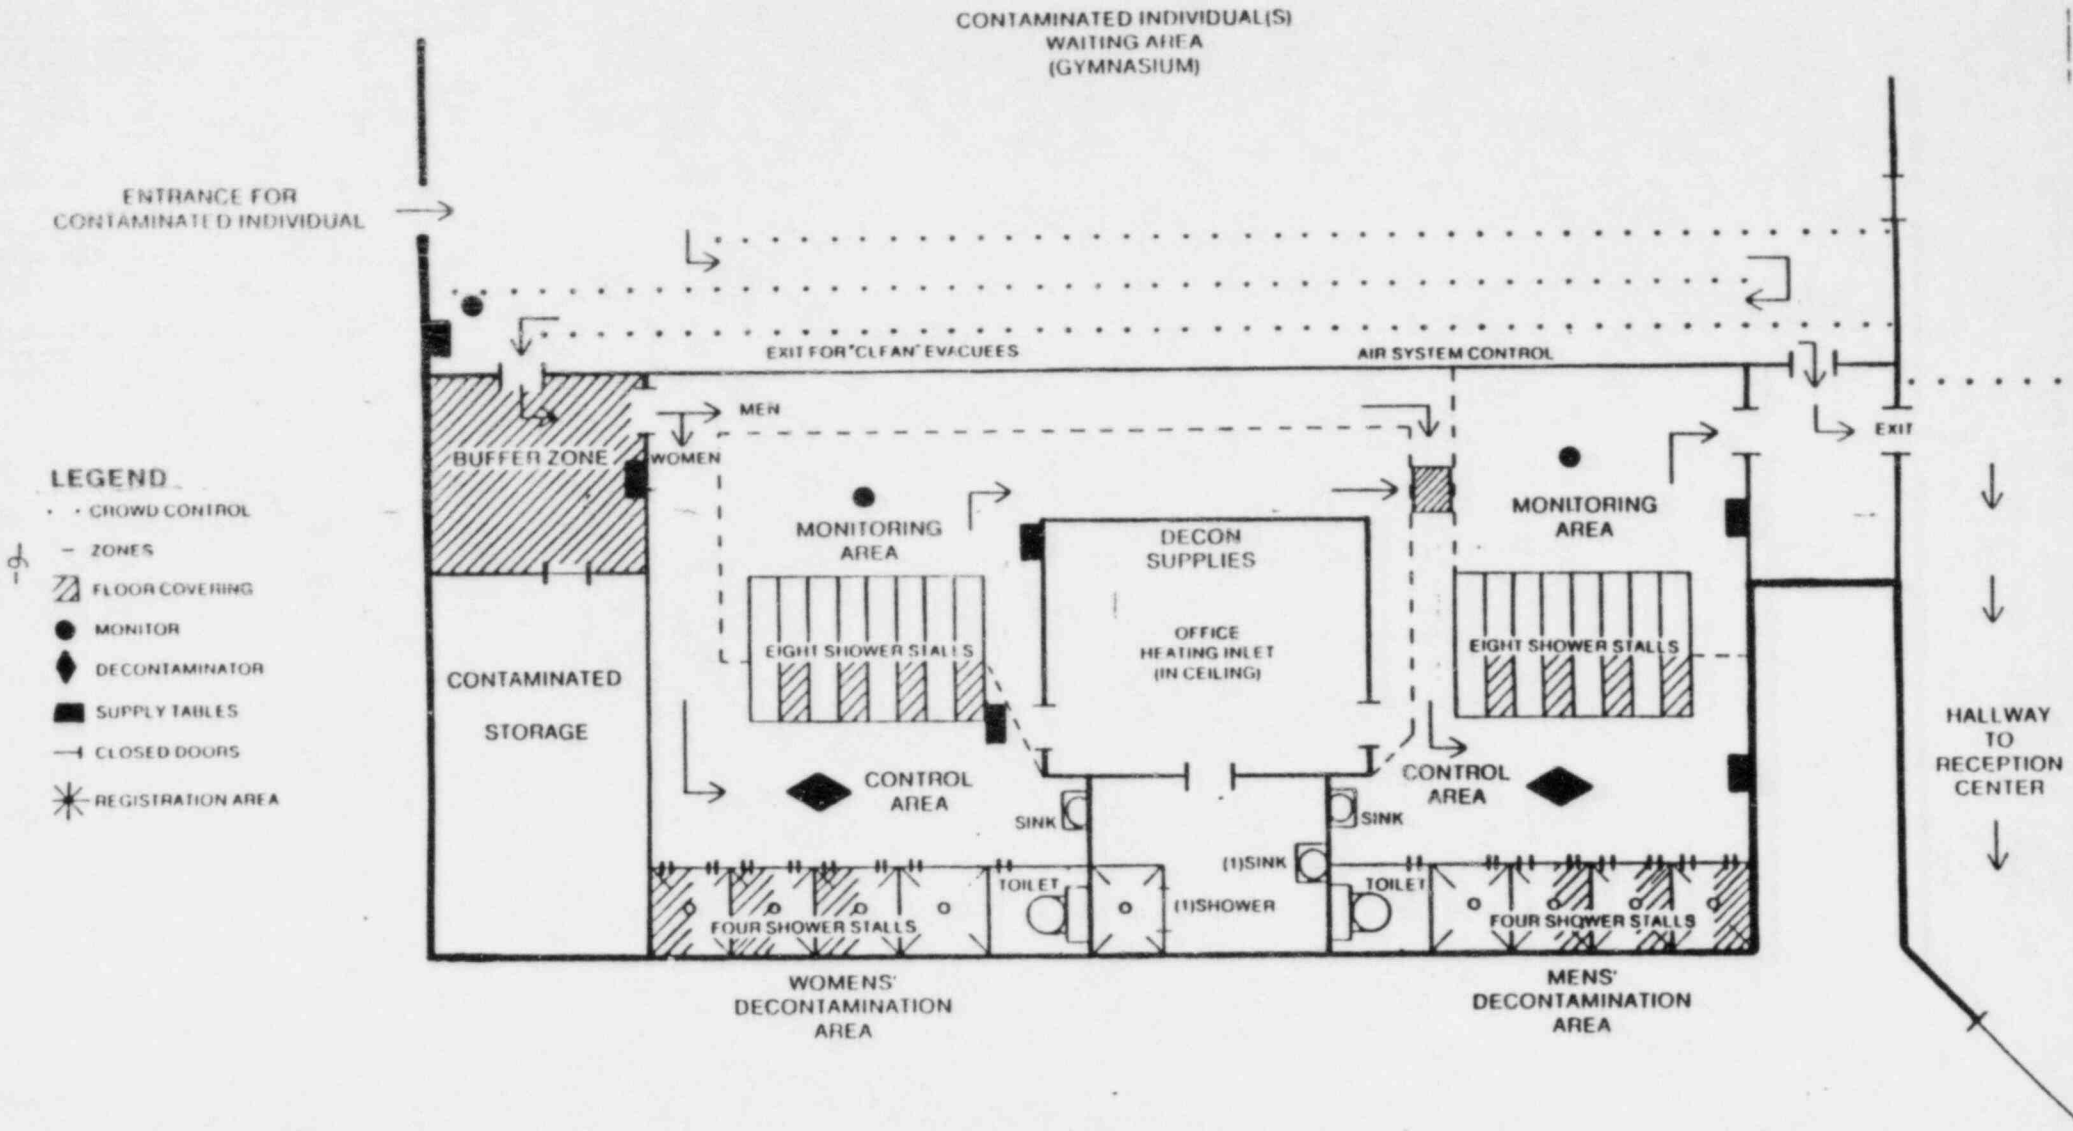 CONTAMINATED INDIVIDUAL(S)
WAITING AREA
(GYMNASIUM)
ENTRANCE FOR
CONTAMINATED INDIVIDUAL
EXIT FOR "CLEAN" EVACUEES
AIR SYSTEM CONTROL
MEN
WOMEN
BUFFER ZONE
EXIT
MONITORING
AREA
DECON
SUPPLIES
MONITORING
AREA
LEGEND
CROWD CONTROL
ZONES
FLOOR COVERING
MONITOR
DECONTAMINATOR
SUPPLY TABLES
CLOSED DOORS
REGISTRATION AREA
-9-
CONTAMINATED
STORAGE
EIGHT SHOWER STALLS
OFFICE
HEATING INLET
(IN CEILING)
EIGHT SHOWER STALLS
CONTROL
AREA
CONTROL
AREA
SINK
SINK
(1)SINK
TOILET
(1)SHOWER
TOILET
FOUR SHOWER STALLS
FOUR SHOWER STALLS
HALLWAY
TO
RECEPTION
CENTER
WOMENS'
DECONTAMINATION
AREA
MENS'
DECONTAMINATION
AREA